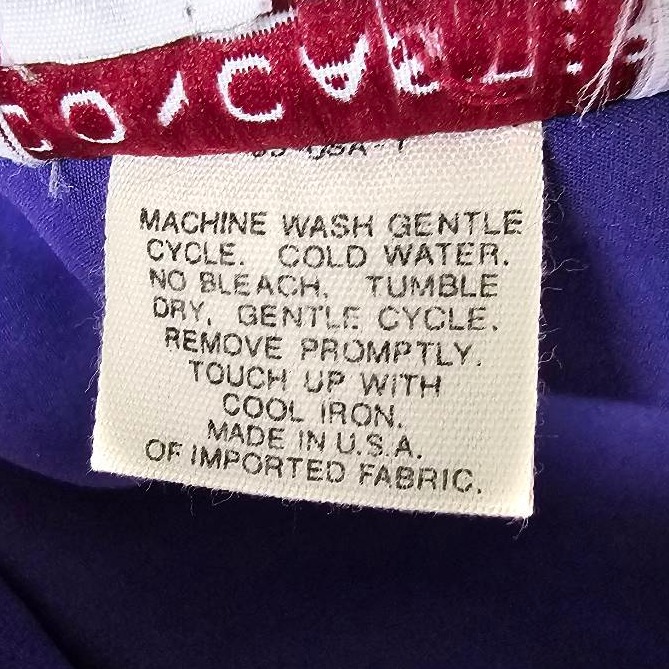 MACHINE WASH GENTLE
CYCLE. COLD WATER.
NO BLEACH. TUMBLE
DRY, GENTLE CYCLE.
REMOVE PROMPTLY.
TOUCH UP WITH
COOL IRON.
MADE IN U.S.A.
OF IMPORTED FABRIC.